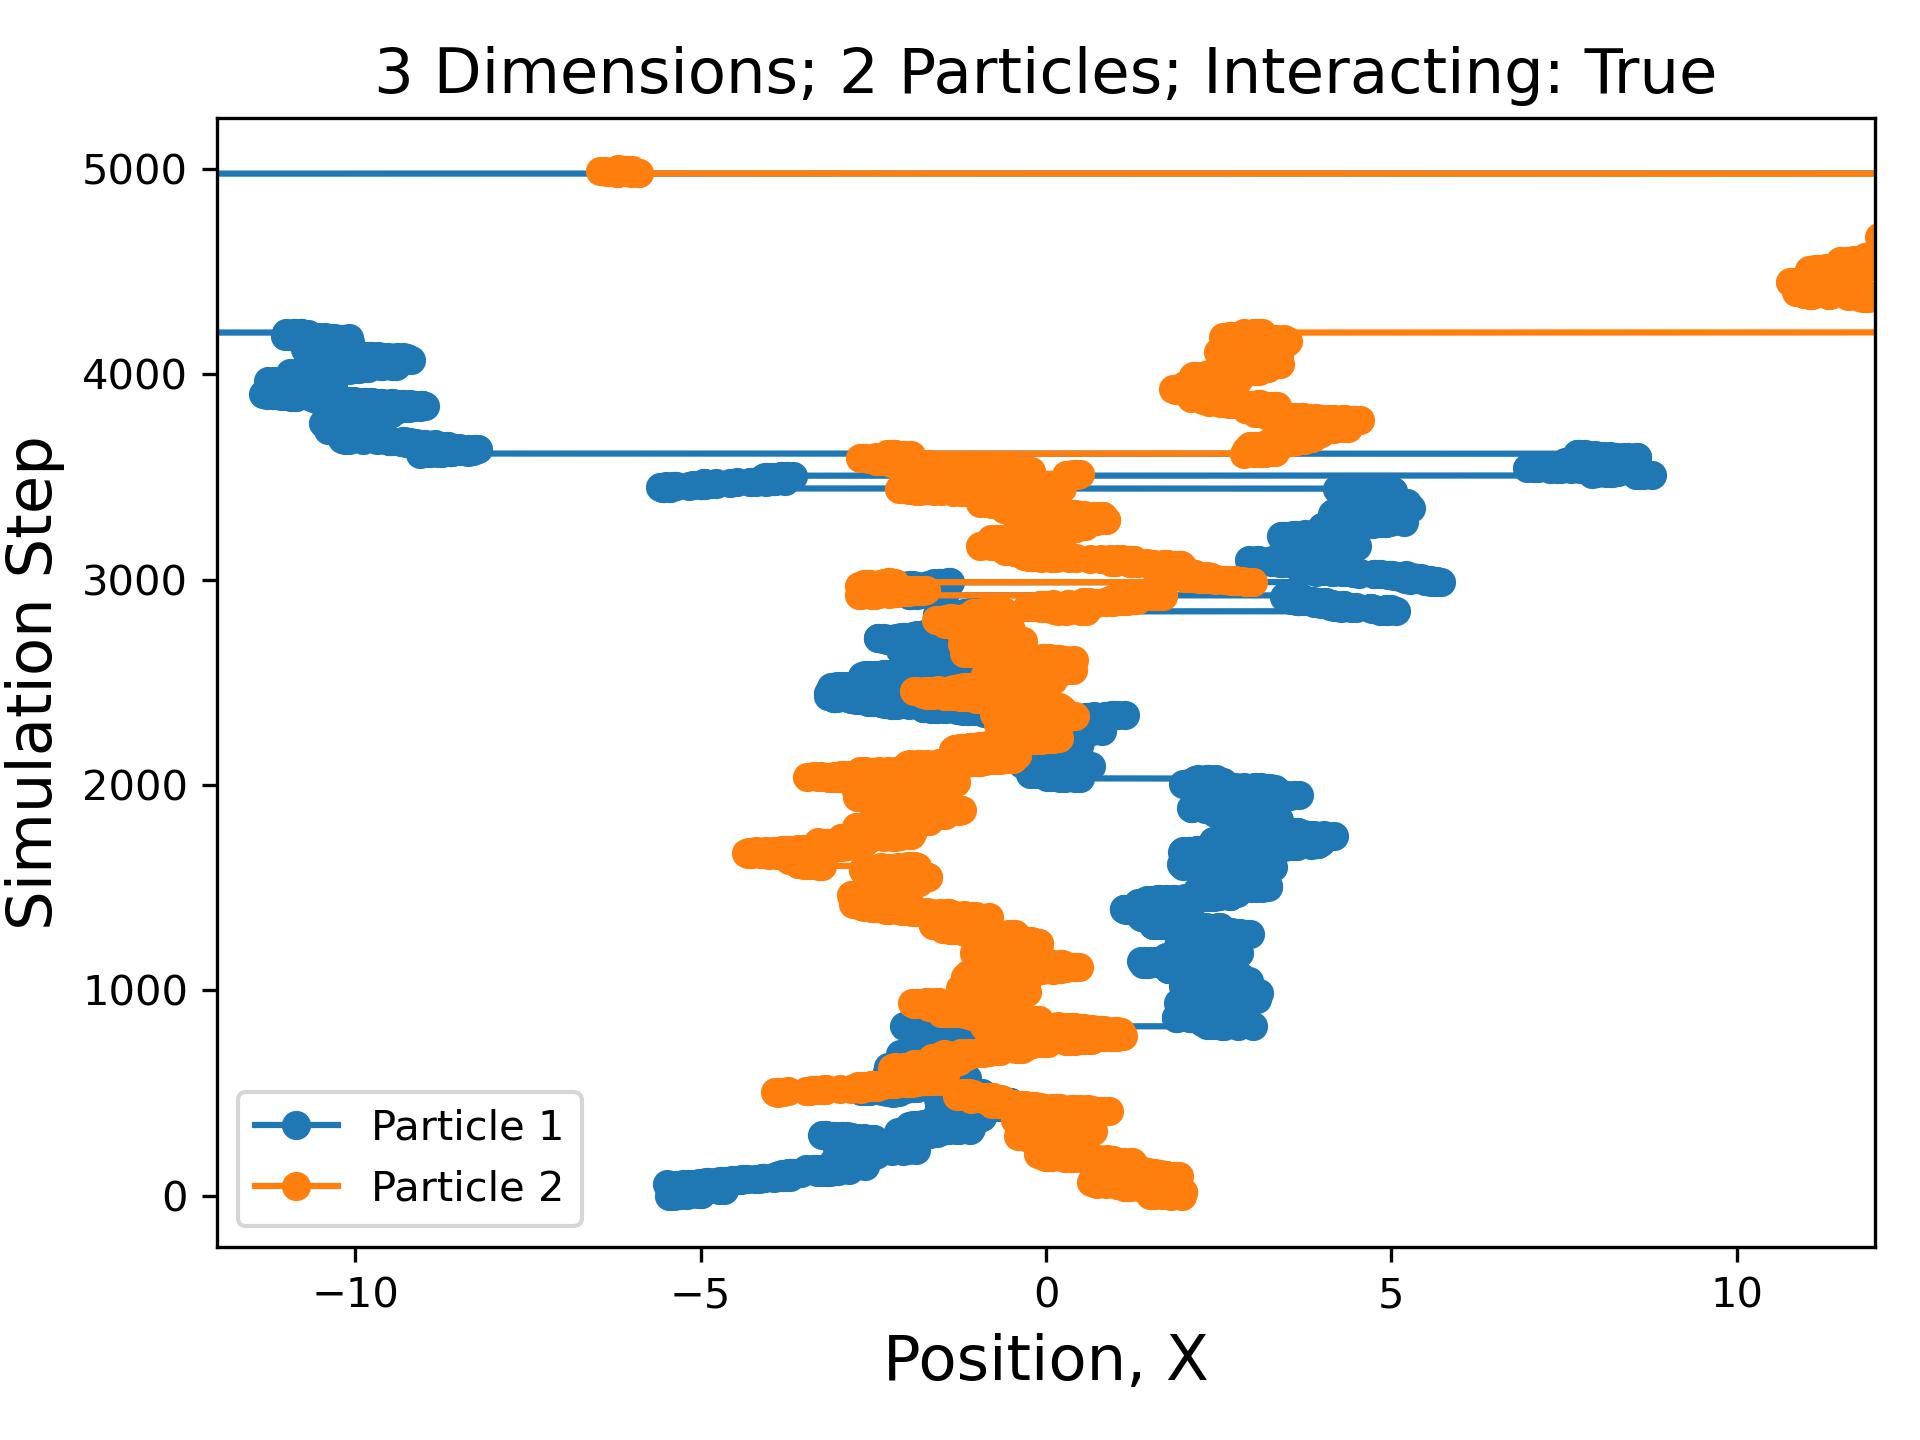 3 Dimensions; 2 Particles; Interacting: True
Simulation Step
5000
4000
3000
2000
1000
0
Particle 1
Particle 2
−10
−5
0
5
10
Position, X